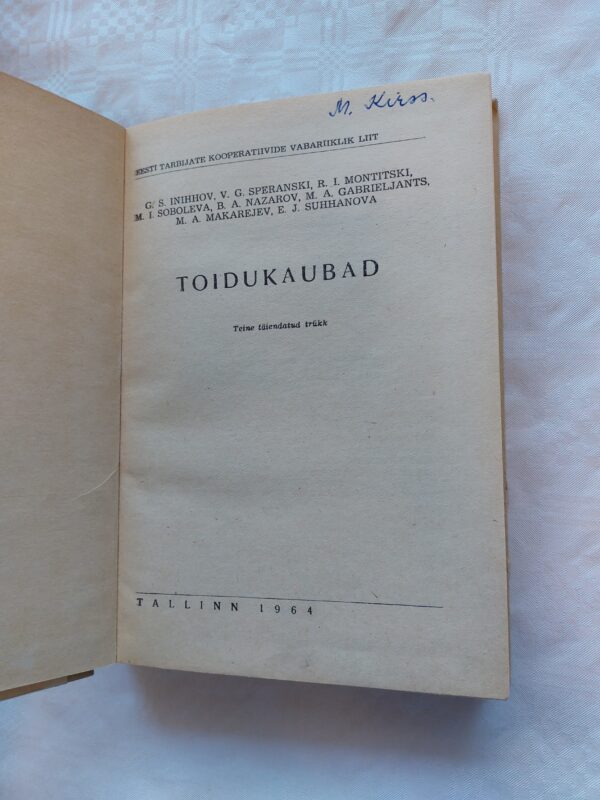 M. Kirss.
EESTI TARBIJATE KOOPERATIIVIDE VABARIIKLIK LIIT
G. S. INIHHOV, V. G. SPERANSKI, R. I. MONTITSKI,
M. I. SOBOLEVA, B. A. NAZAROV, M. A. GABRIELJANTS,
M. A. MAKAREJEV, E. J. SUHHANOVA
TOIDUKAUBAD
Teine täiendatud trükk
TALLINN 1964